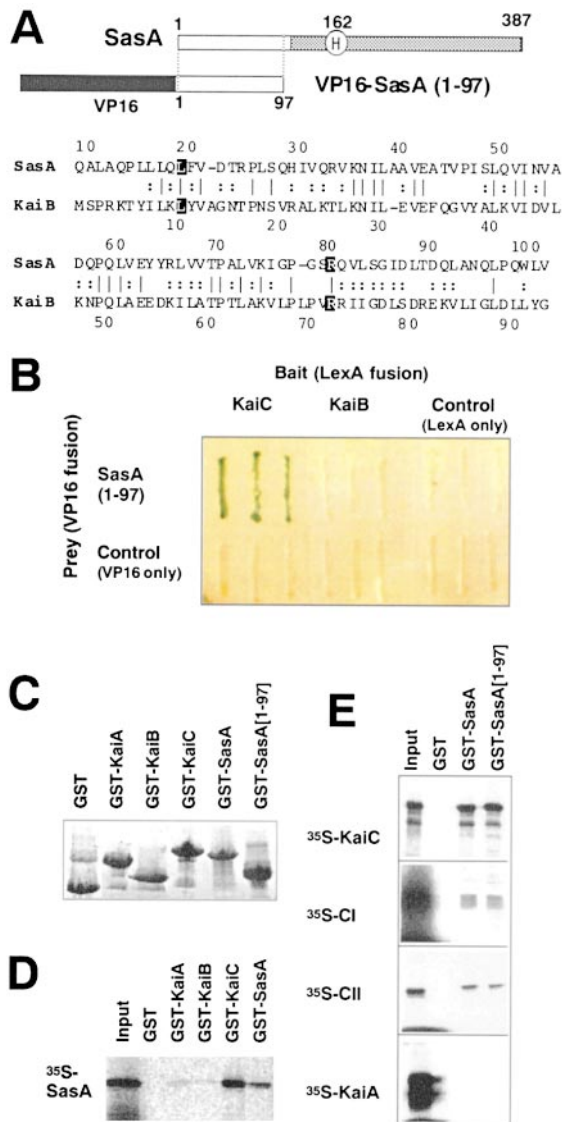 A
SasA
1
162
387
H
VP16
1
97
VP16-SasA (1-97)
10 20 30 40 50
SasA QALAQPLLLQLFV-DTRPLSQHIVQRVKNILAAVEATVPISLQVINVA
KaiB MSPRKTYILKLYVAGNTPNSVRALKTLKNIL-EVEFQGVYALKVIDVL
10 20 30 40
60 70 80 90 100
SasA DQPQLVEYYRLVVTPALVKIGP-GSRQVLSGIDLTDQLANQLPQWLV
KaiB KNPQLAEEDKILATPTLAKVLPLPVRRIIGDLSDREKVLIGLDLLYG
50 60 70 80 90
B
Bait (LexA fusion)
KaiC KaiB Control
(LexA only)
Prey (VP16 fusion)
SasA
(1-97)
Control
(VP16 only)
C
GST
GST-KaiA
GST-KaiB
GST-KaiC
GST-SasA
GST-SasA[1-97]
D
Input
GST
GST-KaiA
GST-KaiB
GST-KaiC
GST-SasA
³⁵S-
SasA
E
Input
GST
GST-SasA
GST-SasA[1-97]
³⁵S-KaiC
³⁵S-CI
³⁵S-CII
³⁵S-KaiA